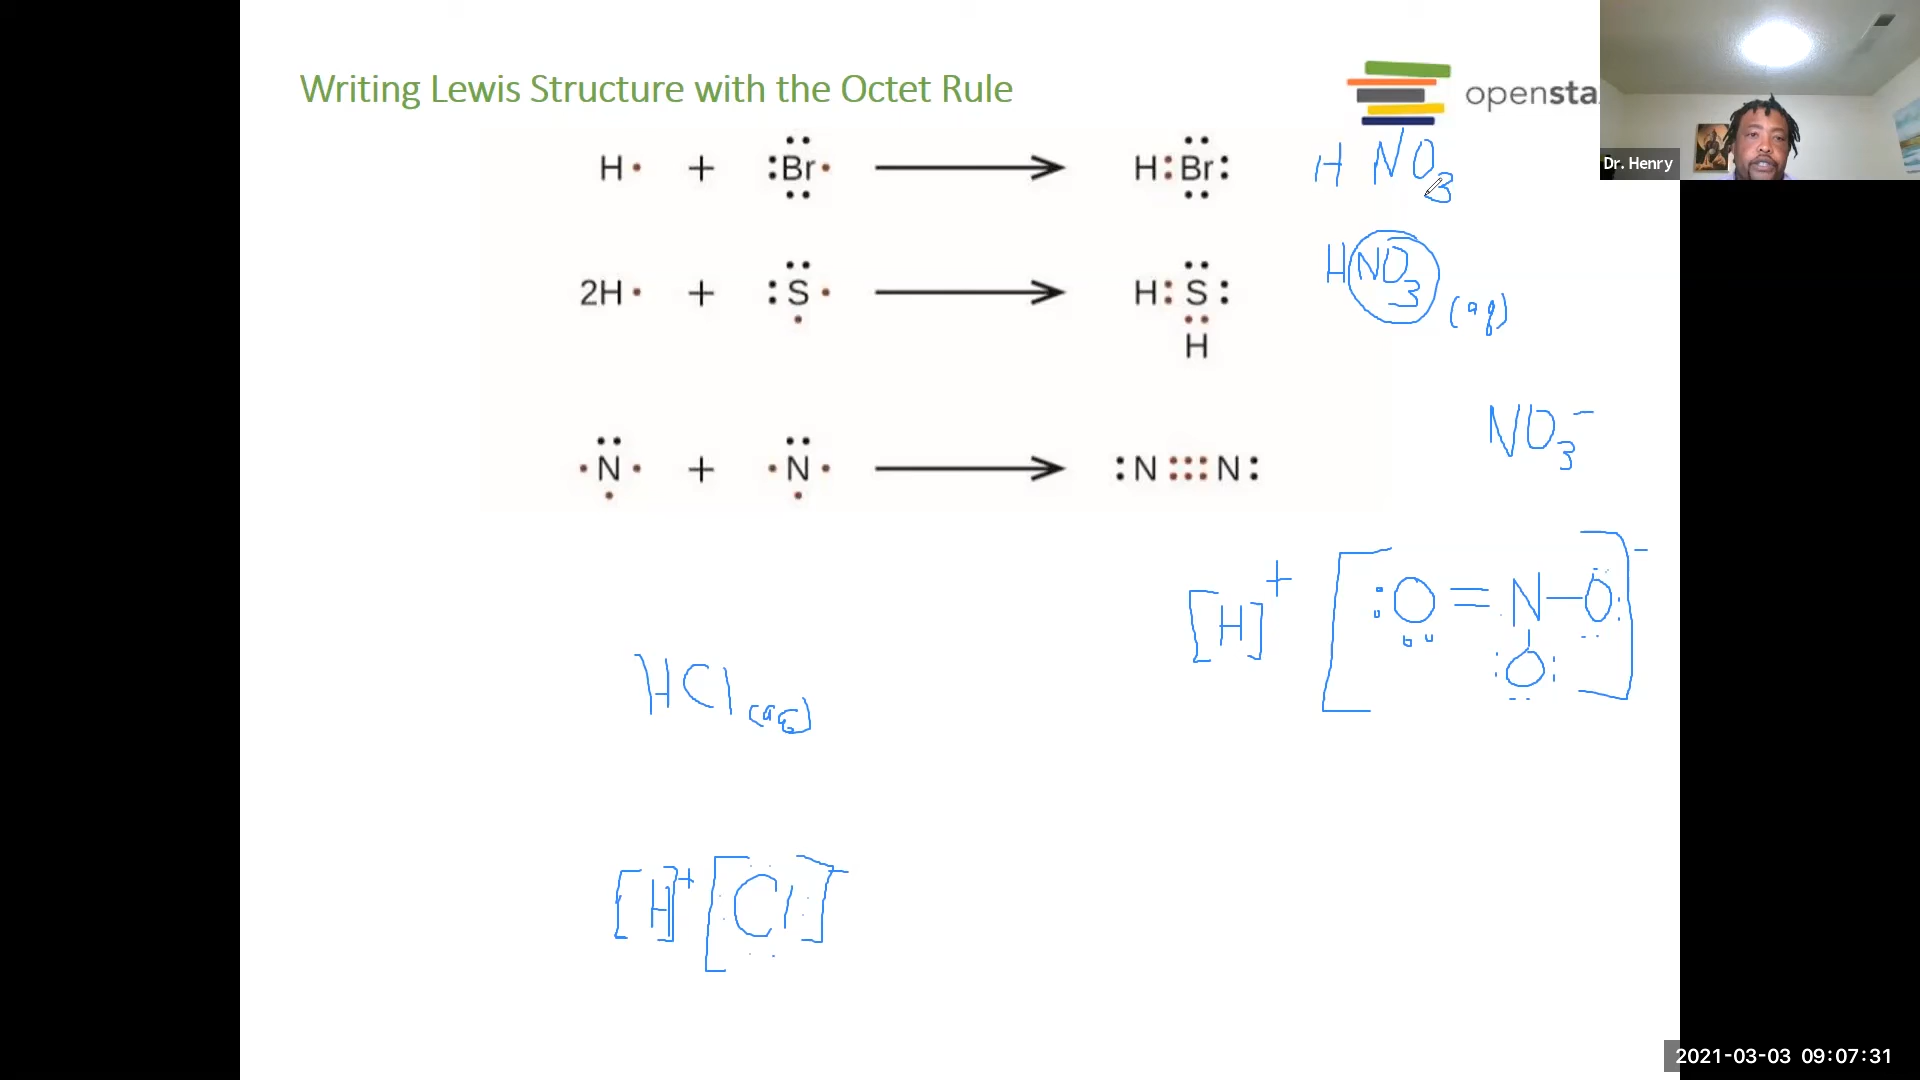 Writing Lewis Structure with the Octet Rule
opensta
Dr. Henry
H· + :Br· ⟶ H:Br:
H NO3
2H· + :S· ⟶ H:S:
H
HNO3 (aq)
·N· + ·N· ⟶ :N⋮⋮⋮N:
NO3-
[H]+ [:O=N-O:]-
O
HCl(aq)
[H]+[Cl]-
2021-03-03 09:07:31